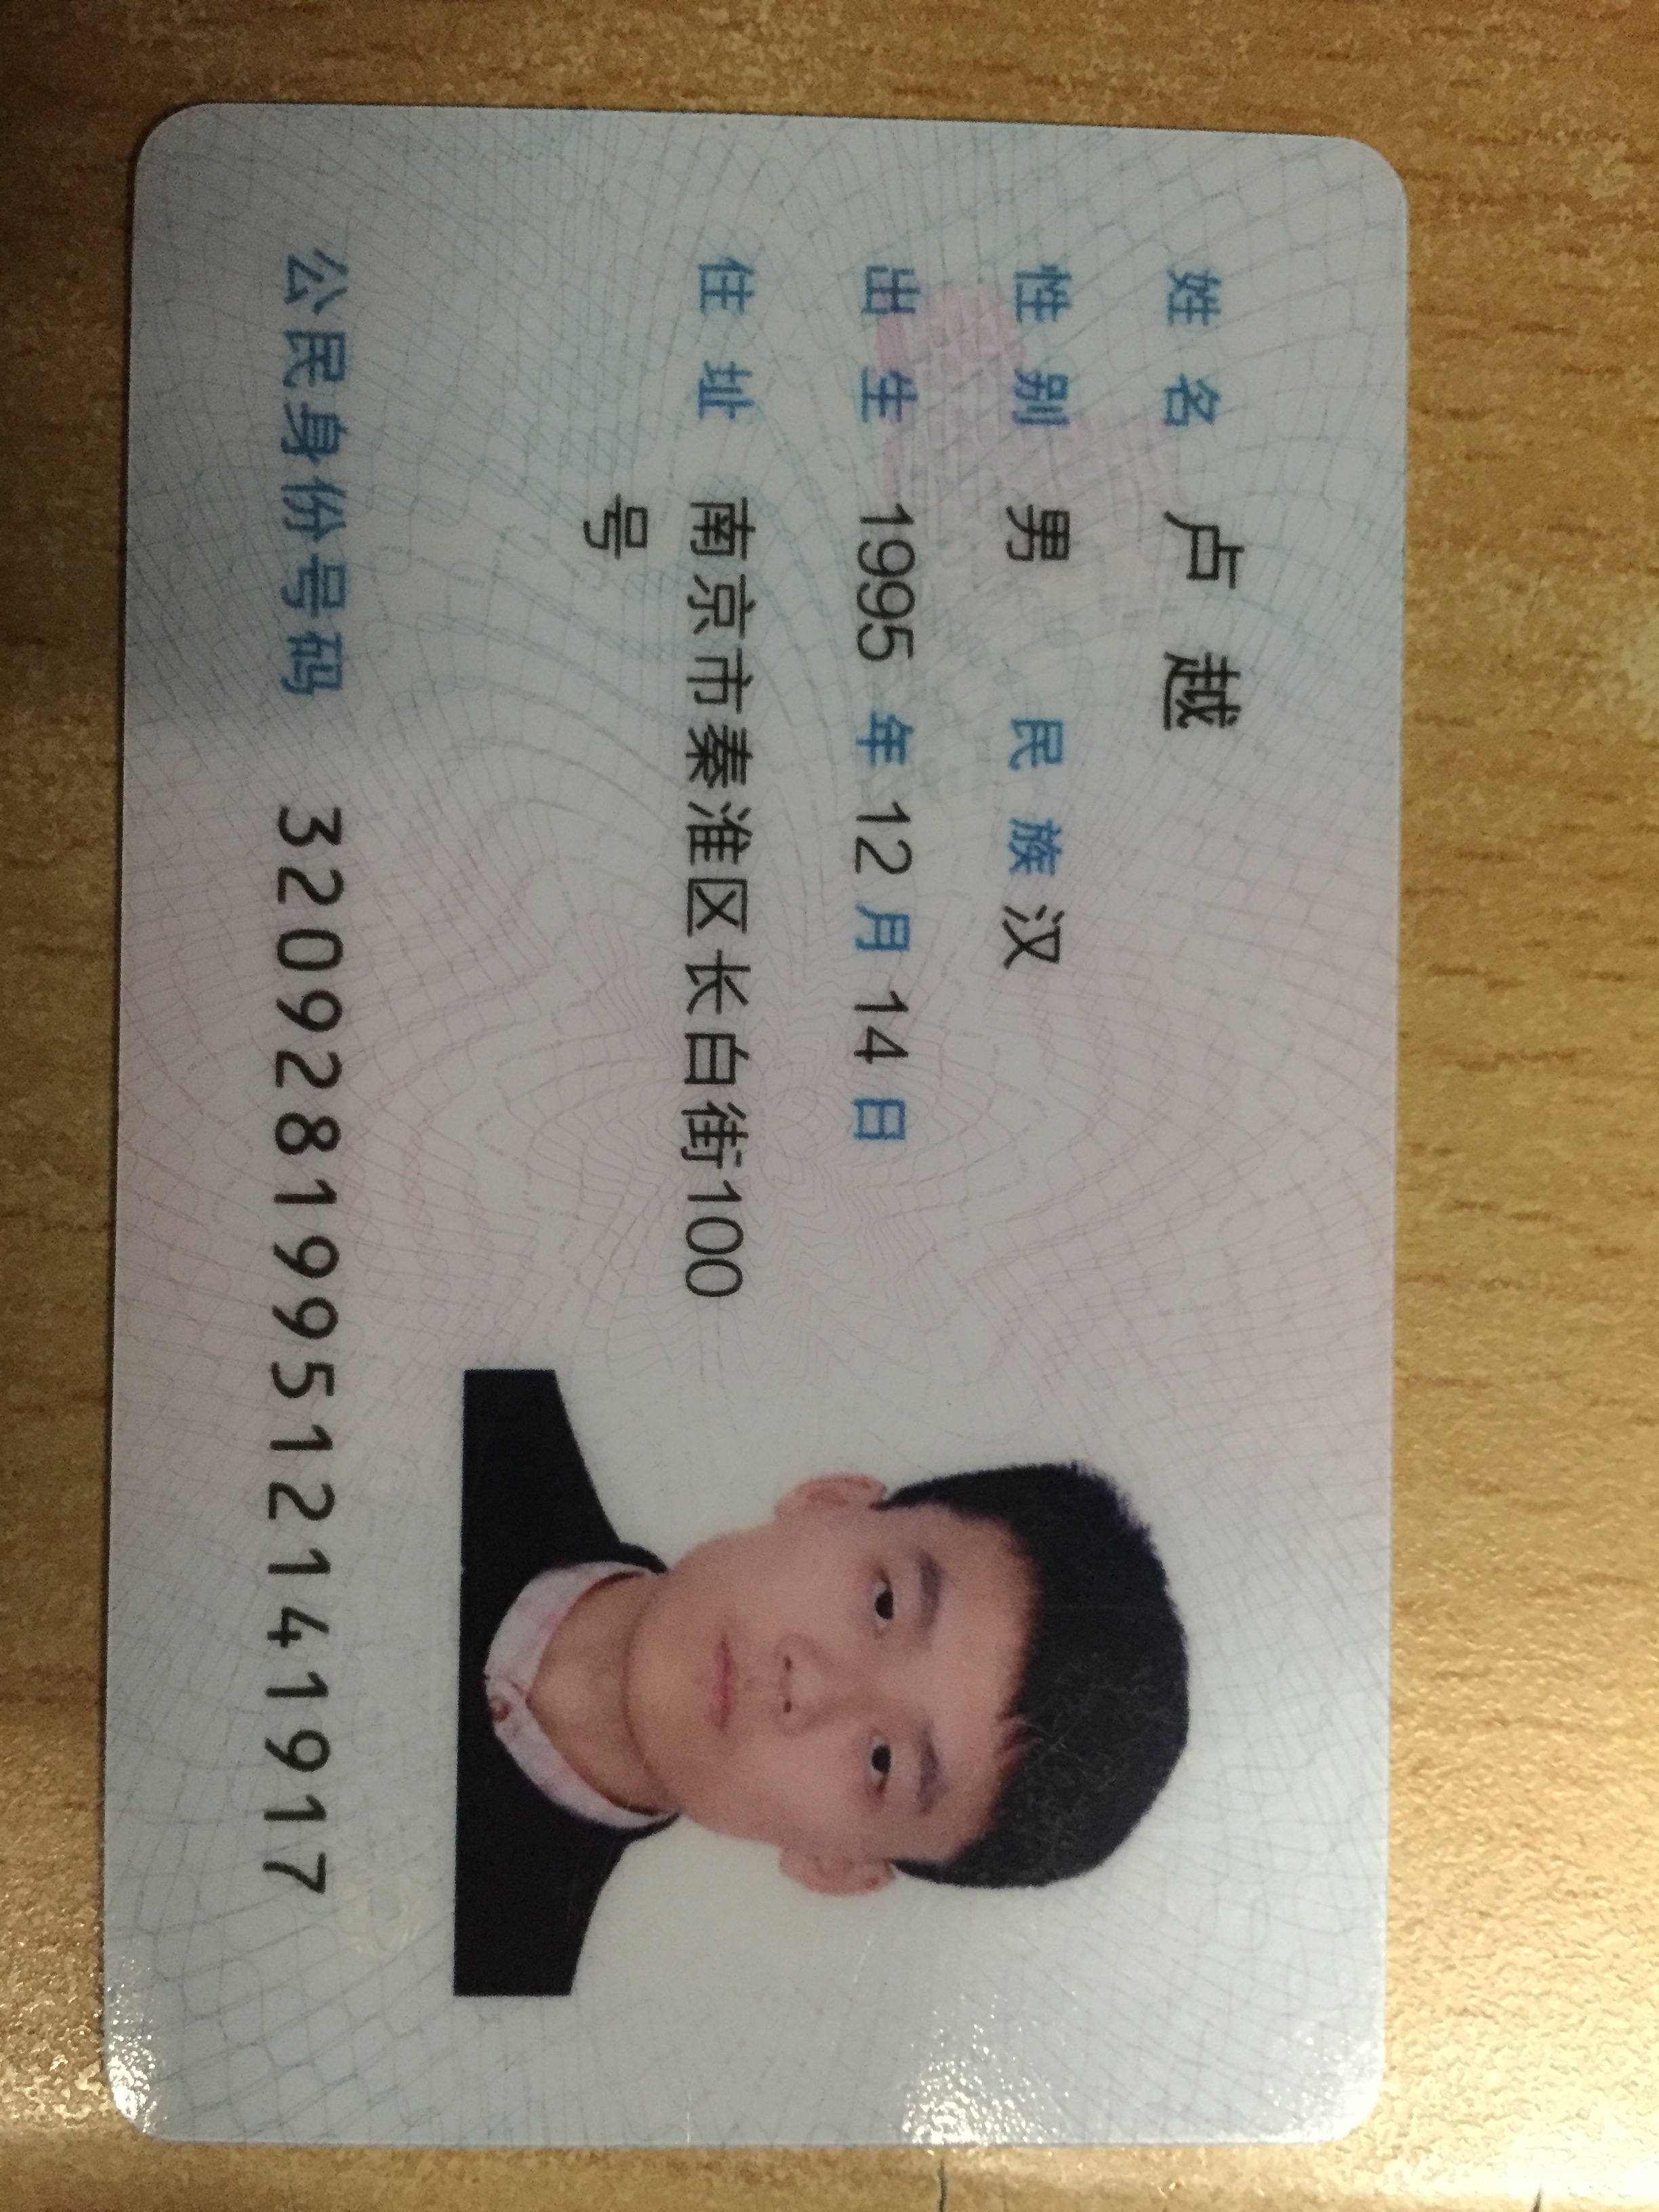 姓名 卢越
性别 男 民族 汉
出生 1995 年 12 月 14 日
住址 南京市秦淮区长白街100
号
公民身份号码 320928199512141917